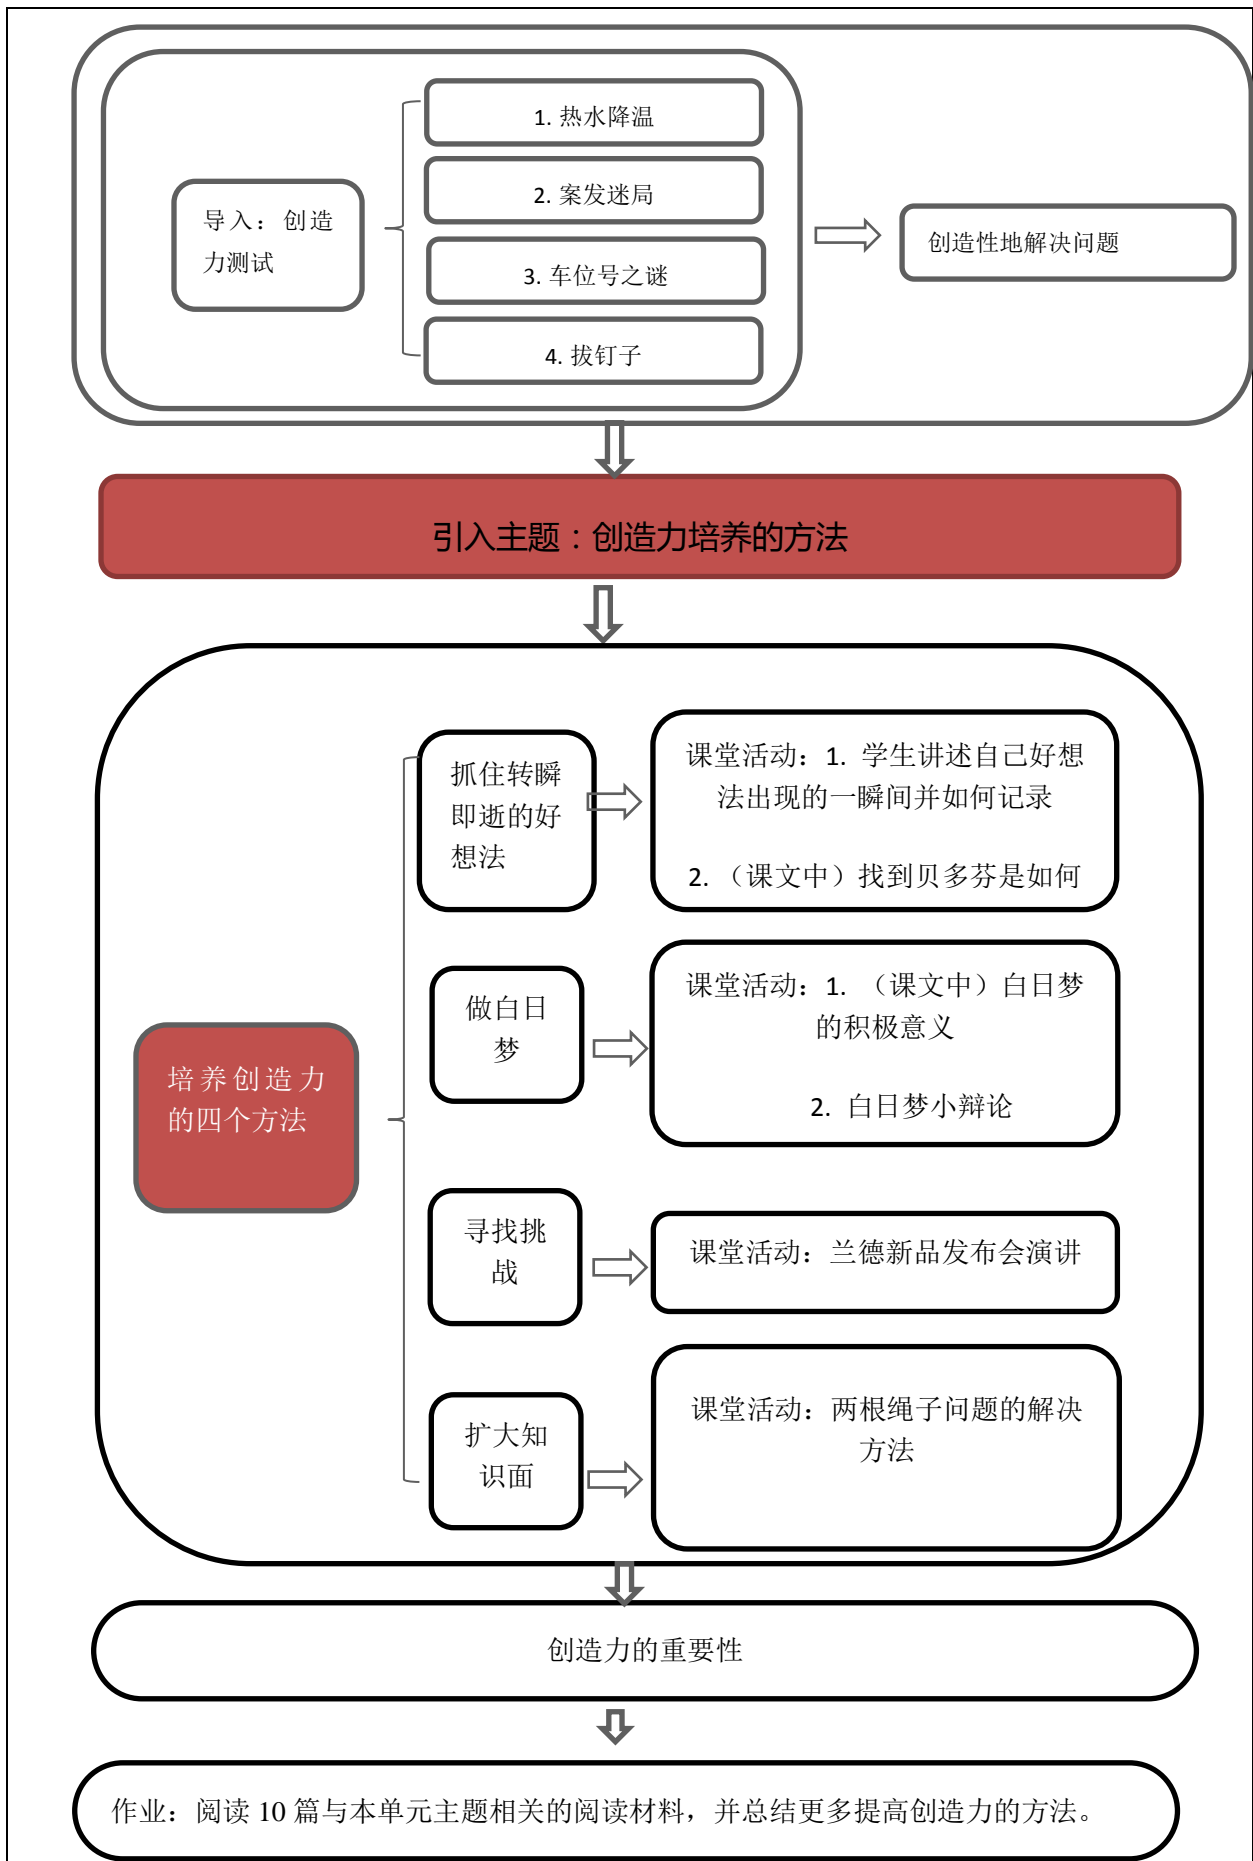 1. 热水降温
2. 案发迷局
导入：创造
力测试
3. 车位号之谜
4. 拔钉子
创造性地解决问题
引入主题：创造力培养的方法
培养创造力
的四个方法
抓住转瞬
即逝的好
想法
课堂活动：1. 学生讲述自己好想
法出现的一瞬间并如何记录
2. （课文中）找到贝多芬是如何
做白日
梦
课堂活动：1. （课文中）白日梦
的积极意义
2. 白日梦小辩论
寻找挑
战
课堂活动：兰德新品发布会演讲
扩大知
识面
课堂活动：两根绳子问题的解决
方法
创造力的重要性
作业：阅读 10 篇与本单元主题相关的阅读材料，并总结更多提高创造力的方法。